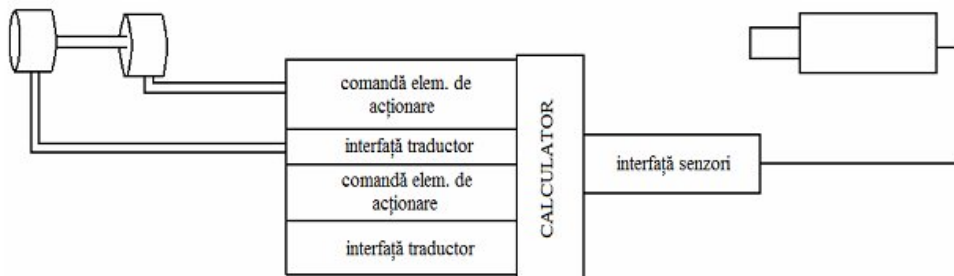 comandă elem. de
acționare
interfață traductor
comandă elem. de
acționare
interfață traductor
CALCULATOR
interfață senzori